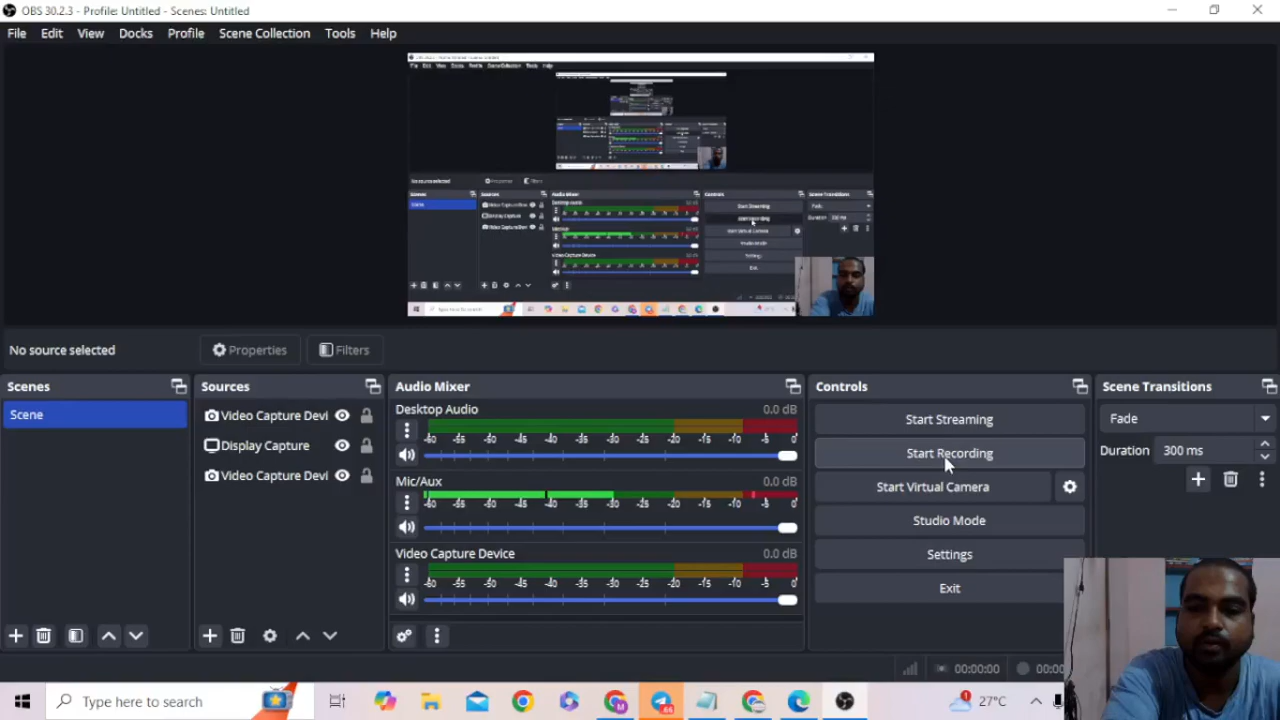 OBS 30.2.3 - Profile: Untitled - Scenes: Untitled
File Edit View Docks Profile Scene Collection Tools Help
No source selected Properties Filters
Scenes
Scene
Sources
Video Capture Devi
Display Capture
Video Capture Devi
Audio Mixer
Desktop Audio 0.0 dB
-60 -55 -50 -45 -40 -35 -30 -25 -20 -15 -10 -5 0
Mic/Aux 0.0 dB
-60 -55 -50 -45 -40 -35 -30 -25 -20 -15 -10 -5 0
Video Capture Device 0.0 dB
-60 -55 -50 -45 -40 -35 -30 -25 -20 -15 -10 -5 0
Controls
Start Streaming
Start Recording
Start Virtual Camera
Studio Mode
Settings
Exit
Scene Transitions
Fade
Duration 300 ms
00:00:00 00:0
Type here to search 27°C